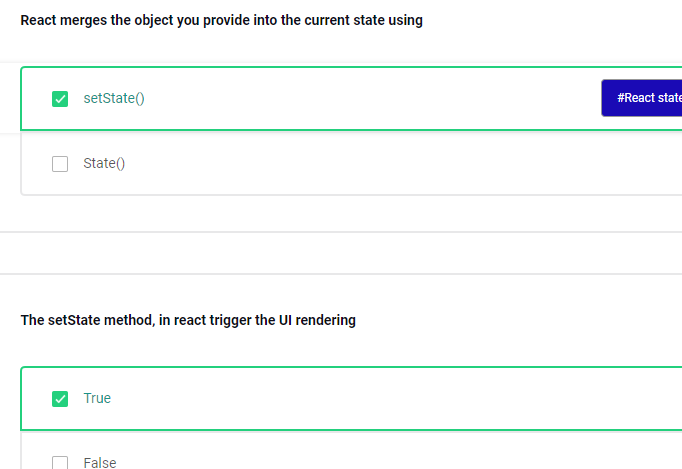 React merges the object you provide into the current state using
setState()
#React state
State()
The setState method, in react trigger the UI rendering
True
False